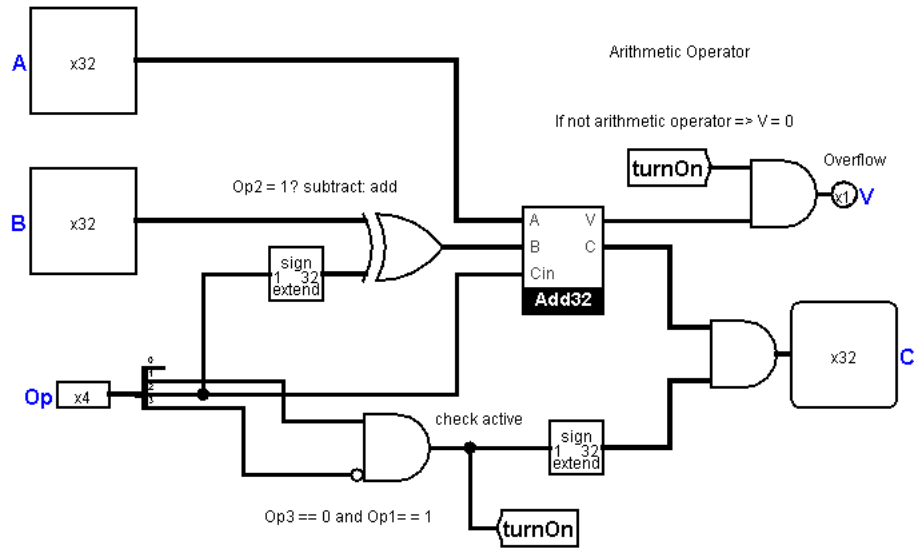 A
x32
Arithmetic Operator
If not arithmetic operator => V = 0
turnOn
Overflow
x1
V
Op2 = 1? subtract: add
B
x32
A V
B C
Cin
Add32
sign
1 32
extend
x32
C
Op
x4
0
1
2
3
check active
sign
1 32
extend
Op3 == 0 and Op1== 1
turnOn